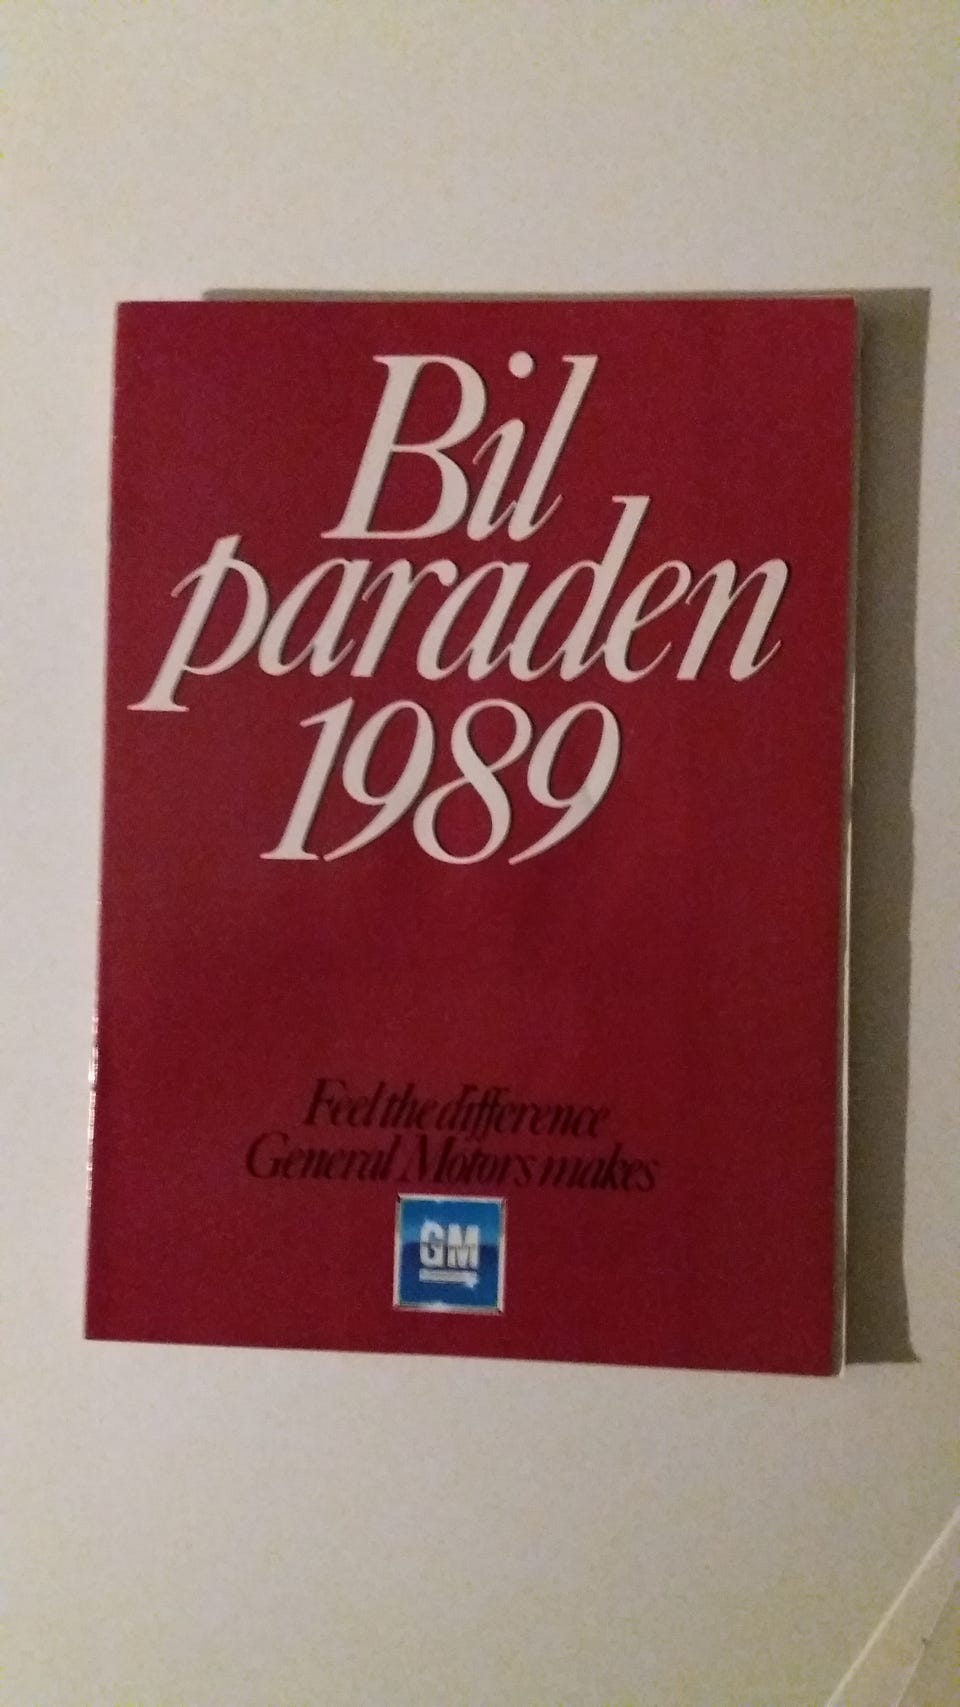 Bil
paraden
1989
Feel the difference
General Motors makes
GM